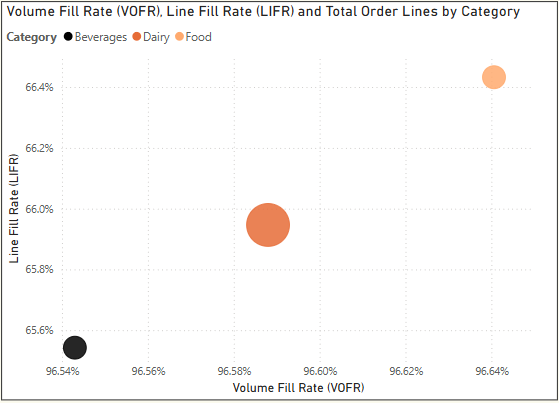 Volume Fill Rate (VOFR), Line Fill Rate (LIFR) and Total Order Lines by Category
Category Beverages Dairy Food
66.4%
66.2%
66.0%
65.8%
65.6%
Line Fill Rate (LIFR)
96.54% 96.56% 96.58% 96.60% 96.62% 96.64%
Volume Fill Rate (VOFR)